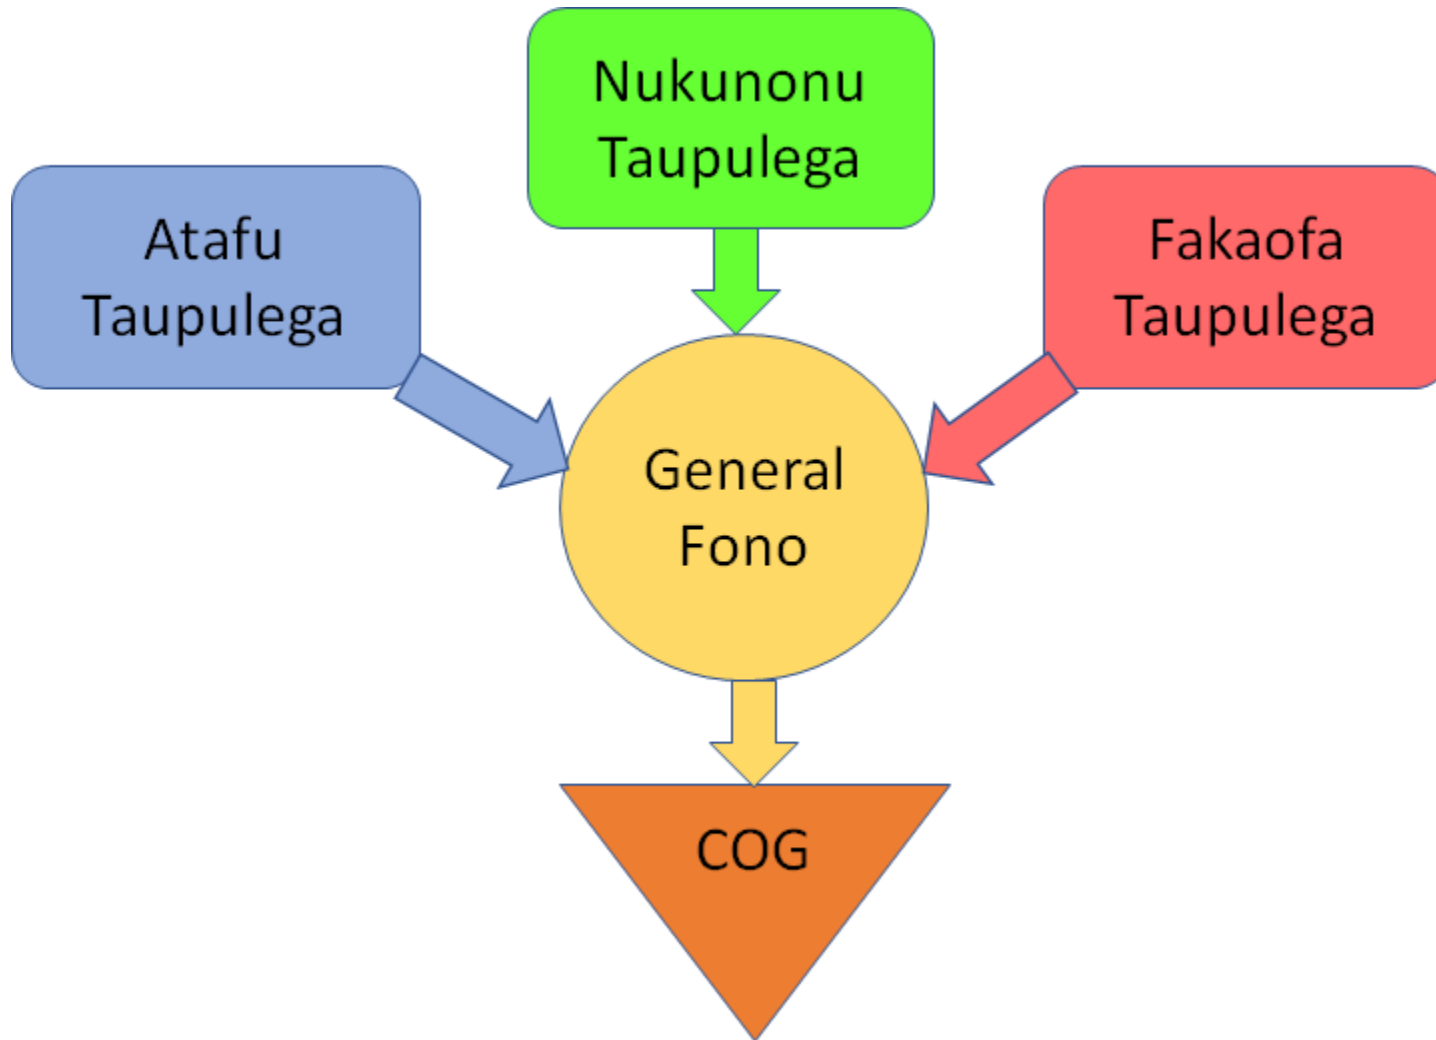 Nukunonu
Taupulega
Atafu
Taupulega
Fakaofa
Taupulega
General
Fono
COG